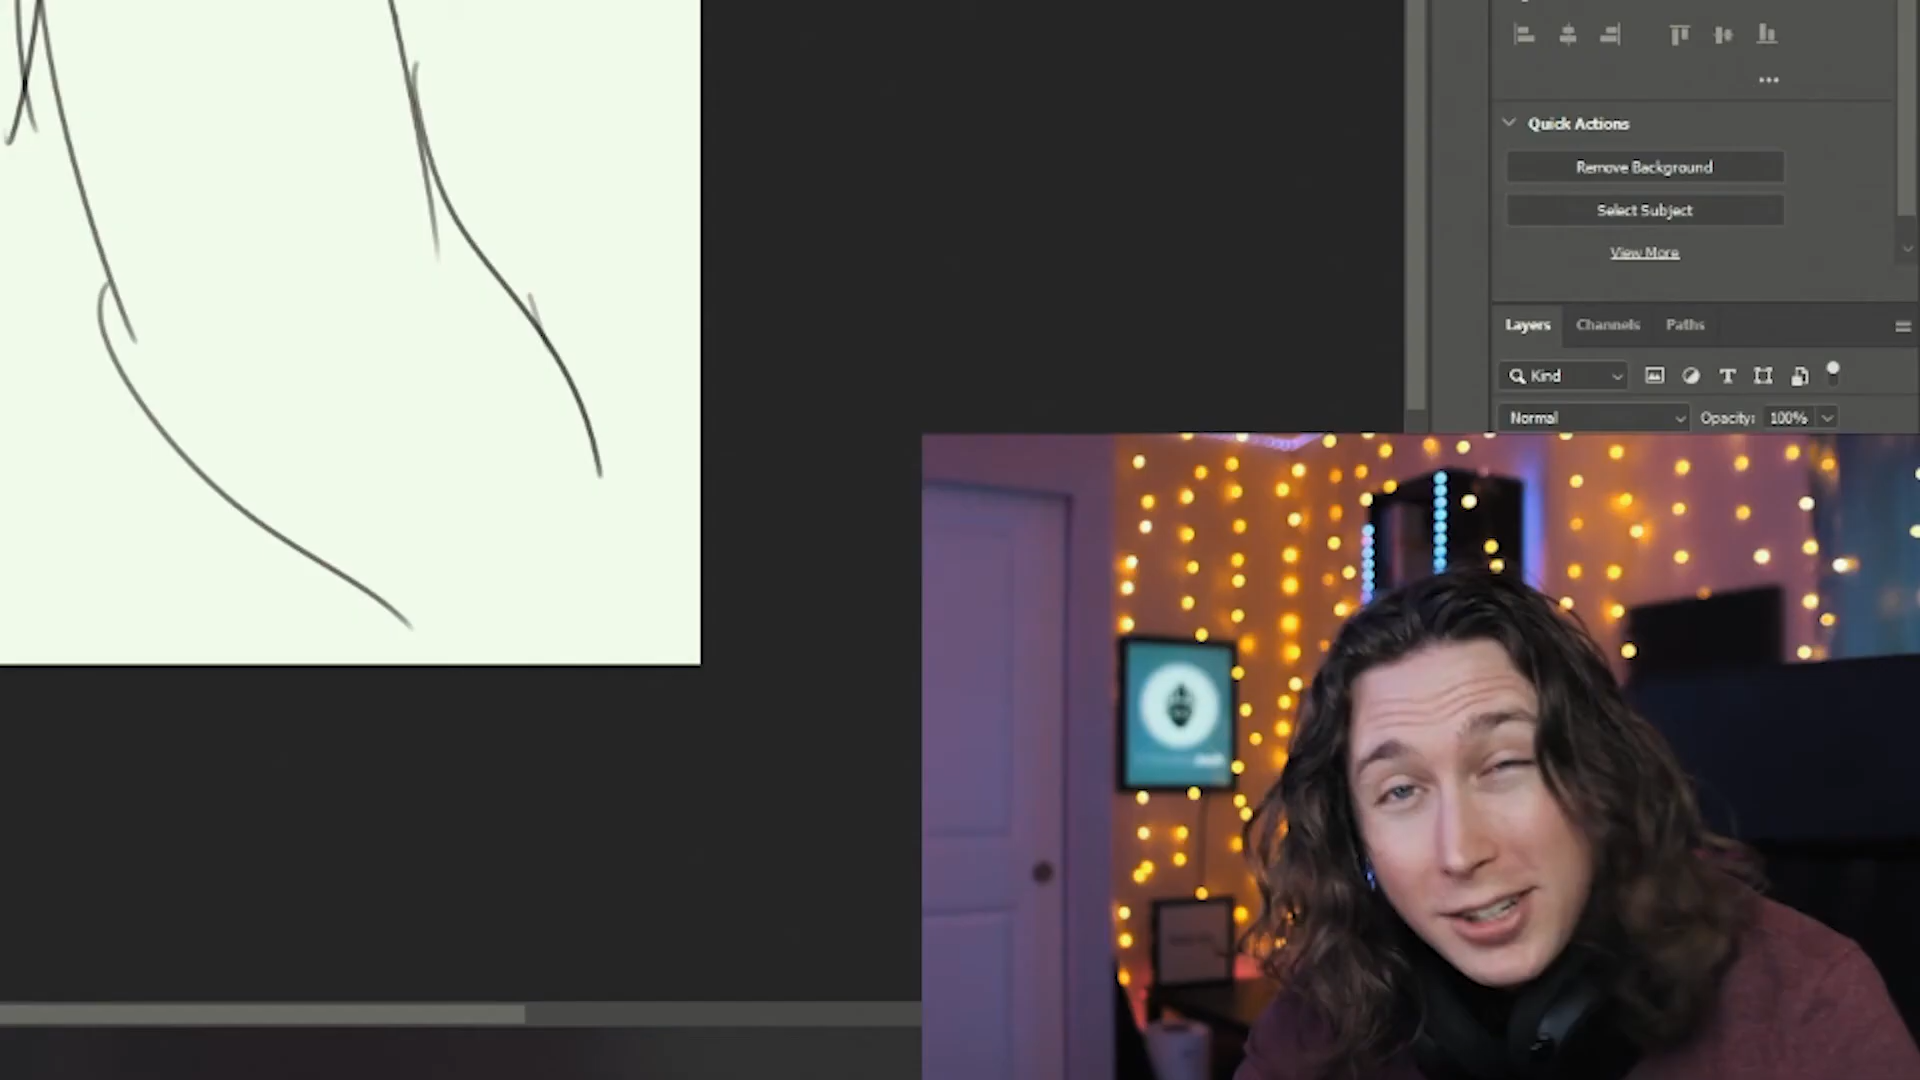 Quick Actions
Remove Background
Select Subject
View More
Layers Channels Paths
Kind
Normal Opacity: 100%